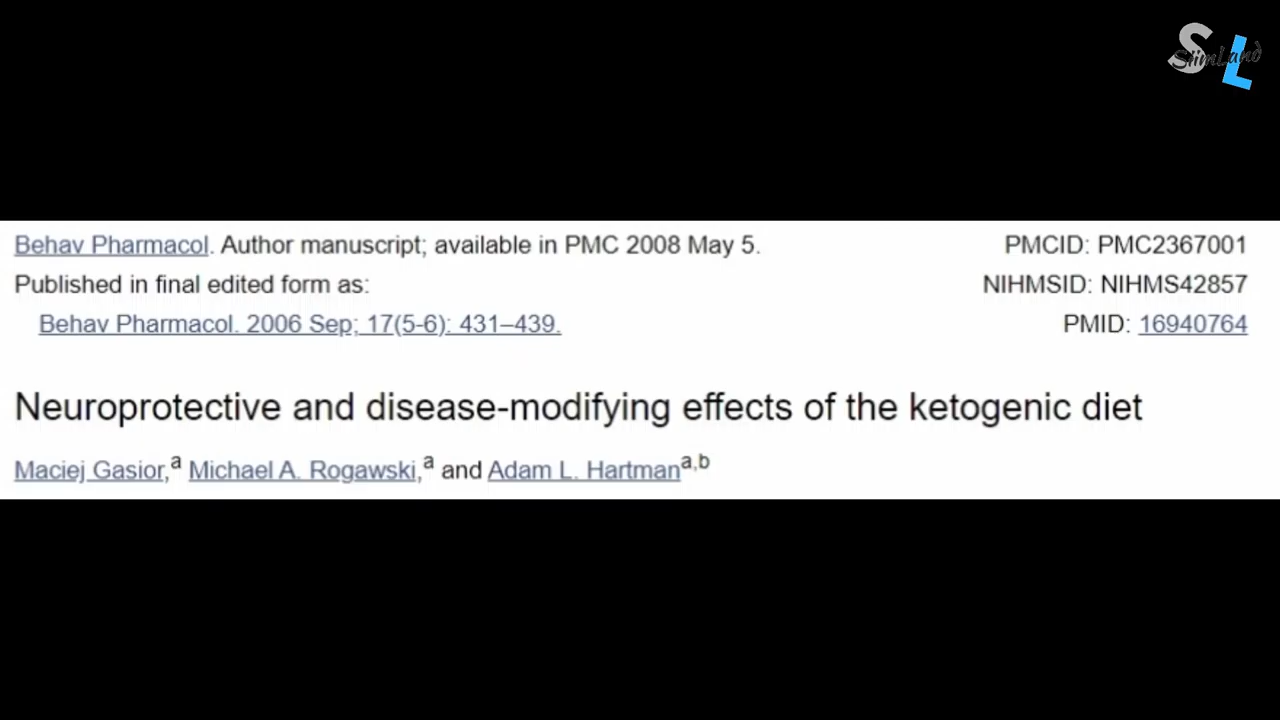 SL
SiimLand
Behav Pharmacol. Author manuscript; available in PMC 2008 May 5.
PMCID: PMC2367001
Published in final edited form as:
NIHMSID: NIHMS42857
Behav Pharmacol. 2006 Sep; 17(5-6): 431–439.
PMID: 16940764
Neuroprotective and disease-modifying effects of the ketogenic diet
Maciej Gasior,a Michael A. Rogawski,a and Adam L. Hartmana,b